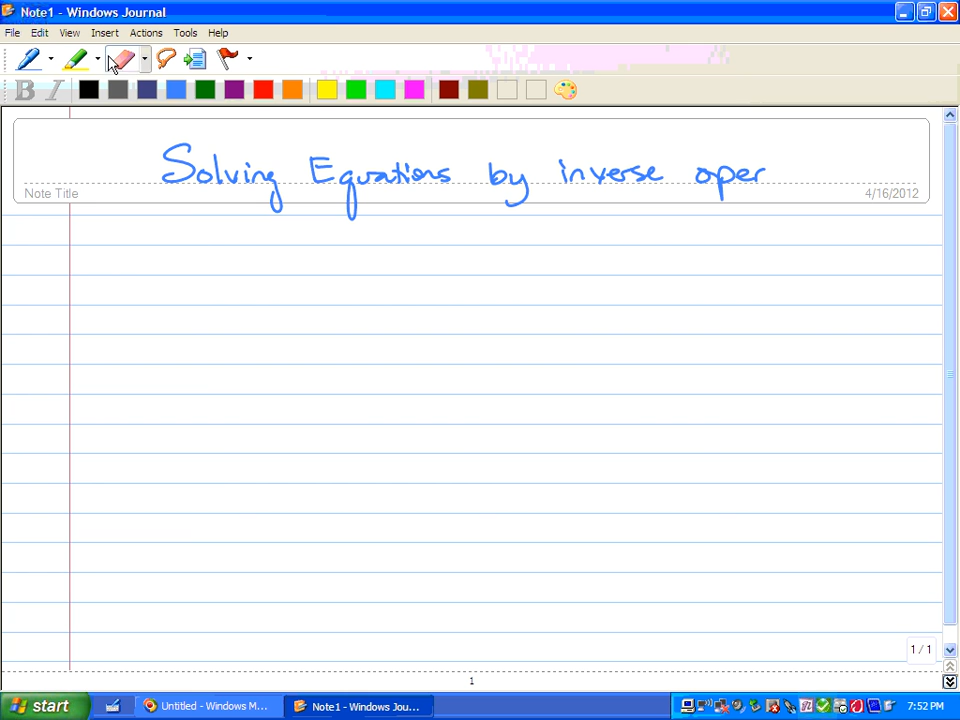 Note1 - Windows Journal
File Edit View Insert Actions Tools Help
B I
Solving Equations by inverse oper
Note Title
4/16/2012
1 / 1
1
start
Untitled - Windows M...
Note1 - Windows Jou...
7:52 PM